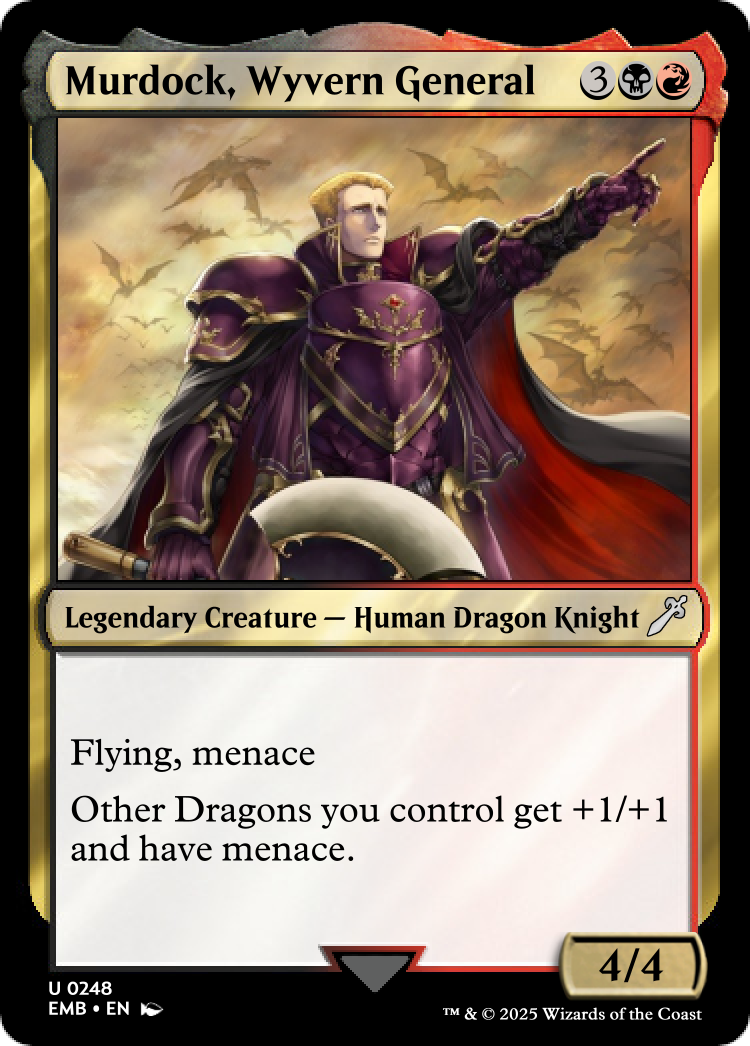 Murdock, Wyvern General 3
Legendary Creature — Human Dragon Knight
Flying, menace
Other Dragons you control get +1/+1
and have menace.
4/4
U 0248
EMB • EN
™ & © 2025 Wizards of the Coast